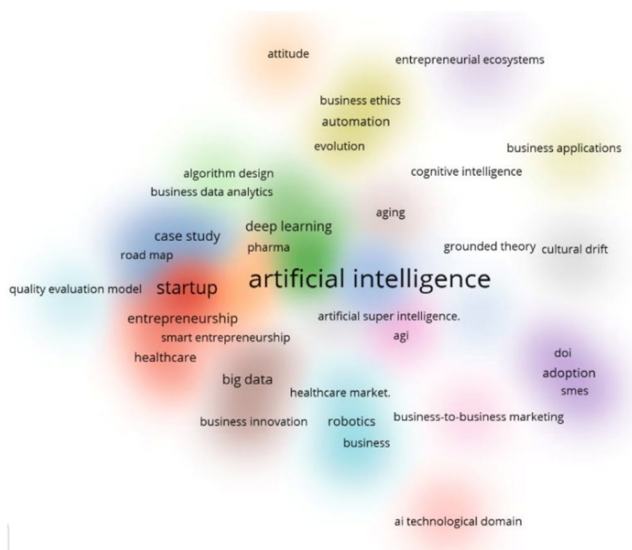 attitude
entrepreneurial ecosystems
business ethics
automation
evolution
business applications
cognitive intelligence
algorithm design
business data analytics
aging
deep learning
case study
pharma
road map
grounded theory
cultural drift
artificial intelligence
quality evaluation model
startup
entrepreneurship
artificial super intelligence.
smart entrepreneurship
agi
healthcare
doi
big data
adoption
healthcare market.
smes
business innovation
robotics
business-to-business marketing
business
ai technological domain